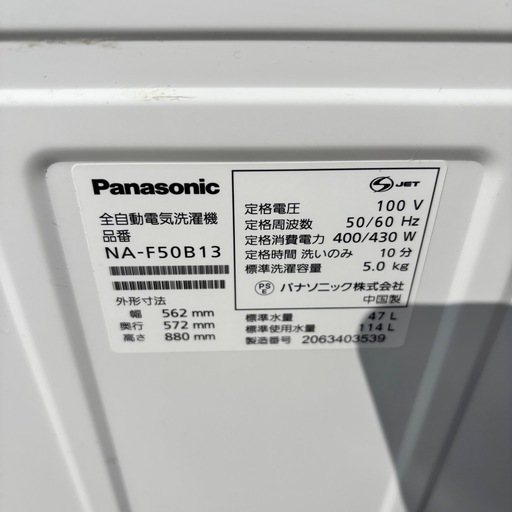 Panasonic
全自動電気洗濯機
品番
NA-F50B13
外形寸法
幅 562 mm
奥行 572 mm
高さ 880 mm
S JET
定格電圧 100 V
定格周波数 50/60 Hz
定格消費電力 400/430 W
定格時間 洗いのみ 10 分
標準洗濯容量 5.0 kg
PS E パナソニック株式会社
中国製
標準水量 47 L
標準使用水量 114 L
製造番号 2063403539